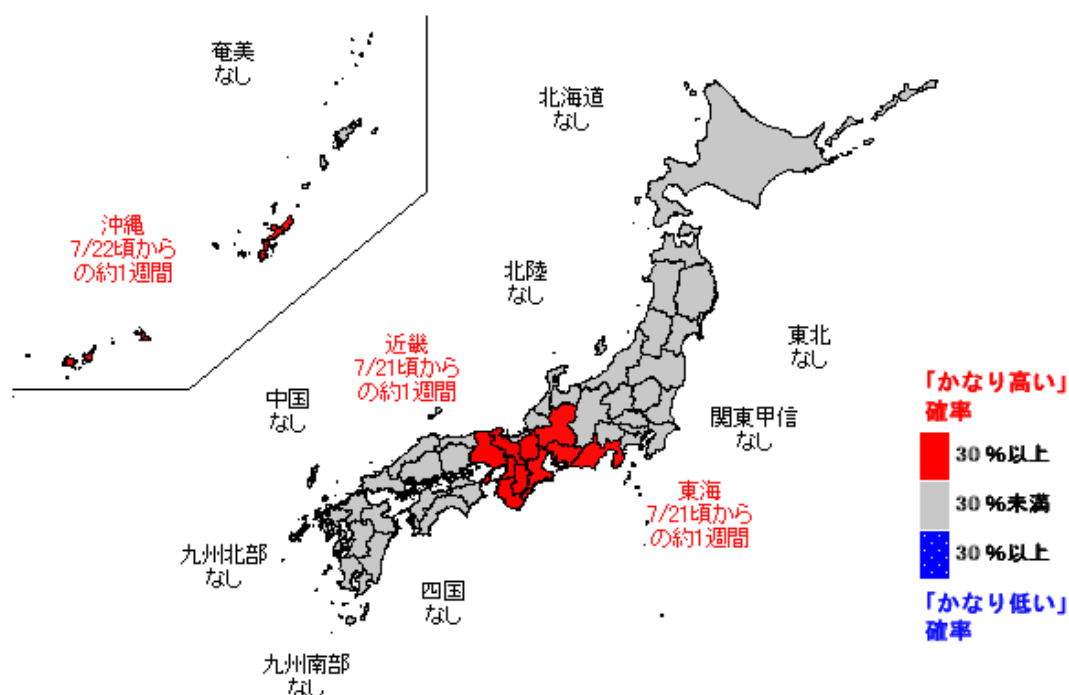 奄美
なし
北海道
なし
沖縄
7/22頃から
の約1週間
北陸
なし
東北
なし
近畿
7/21頃から
の約1週間
中国
なし
関東甲信
なし
東海
7/21頃から
の約1週間
九州北部
なし
四国
なし
九州南部
なし
「かなり高い」
確率
30%以上
30%未満
30%以上
「かなり低い」
確率